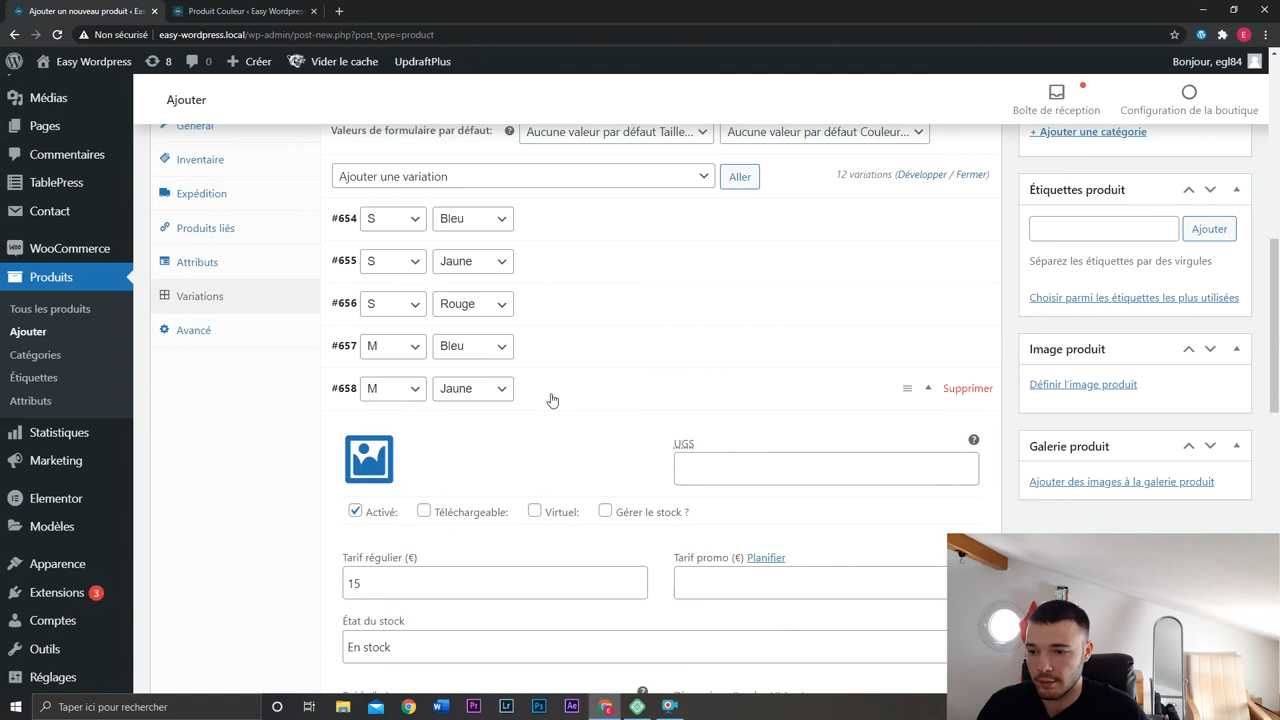 Ajouter un nouveau produit ‹ Eas
Produit Couleur ‹ Easy Wordpress
Non sécurisé
easy-wordpress.local/wp-admin/post-new.php?post_type=product
E
Easy Wordpress
8
0
Créer
Vider le cache
UpdraftPlus
Bonjour, egl84
Médias
Pages
Commentaires
TablePress
Contact
WooCommerce
Produits
Tous les produits
Ajouter
Catégories
Étiquettes
Attributs
Statistiques
Marketing
Elementor
Modèles
Apparence
Extensions 3
Comptes
Outils
Réglages
Ajouter
Boîte de réception
Configuration de la boutique
Général
Inventaire
Expédition
Produits liés
Attributs
Variations
Avancé
Valeurs de formulaire par défaut:
Aucune valeur par défaut Taille...
Aucune valeur par défaut Couleur...
Ajouter une variation
Aller
12 variations (Développer / Fermer)
#654 S Bleu
#655 S Jaune
#656 S Rouge
#657 M Bleu
#658 M Jaune
Supprimer
UGS
Activé:
Téléchargeable:
Virtuel:
Gérer le stock ?
Tarif régulier (€)
15
Tarif promo (€) Planifier
État du stock
En stock
+ Ajouter une catégorie
Étiquettes produit
Ajouter
Séparez les étiquettes par des virgules
Choisir parmi les étiquettes les plus utilisées
Image produit
Définir l'image produit
Galerie produit
Ajouter des images à la galerie produit
Taper ici pour rechercher
Pr
Lr
Ps
Ae